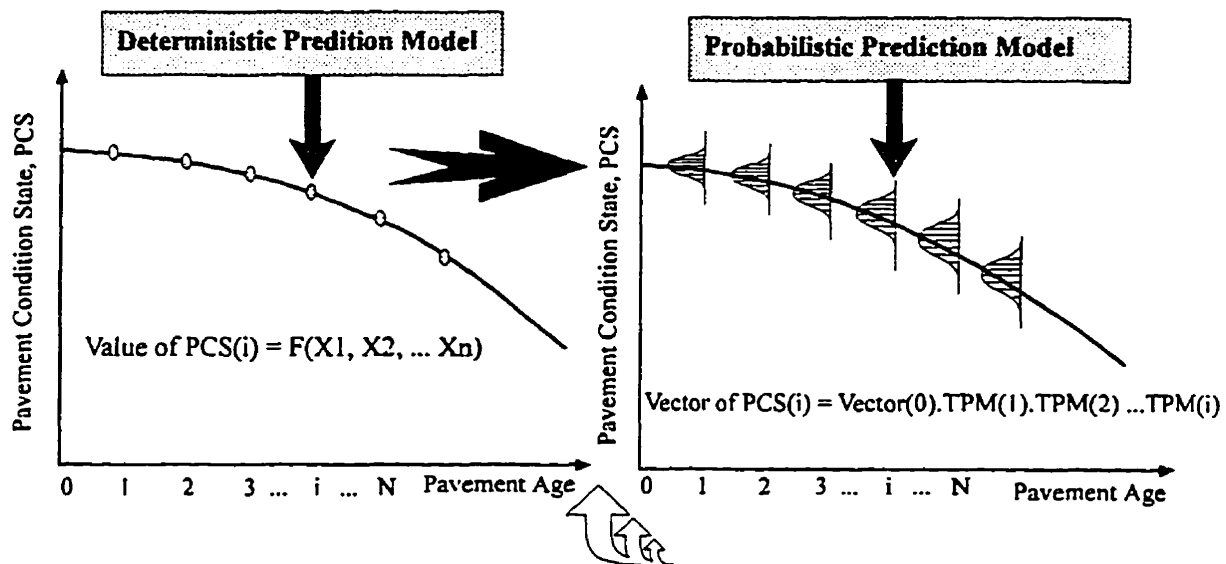 Deterministic Predition Model
Pavement Condition State, PCS
Value of PCS(i) = F(X1, X2, ... Xn)
0 1 2 3 ... i ... N Pavement Age
Probabilistic Prediction Model
Pavement Condition State, PCS
Vector of PCS(i) = Vector(0).TPM(1).TPM(2) ...TPM(i)
0 1 2 3 ... i ... N Pavement Age